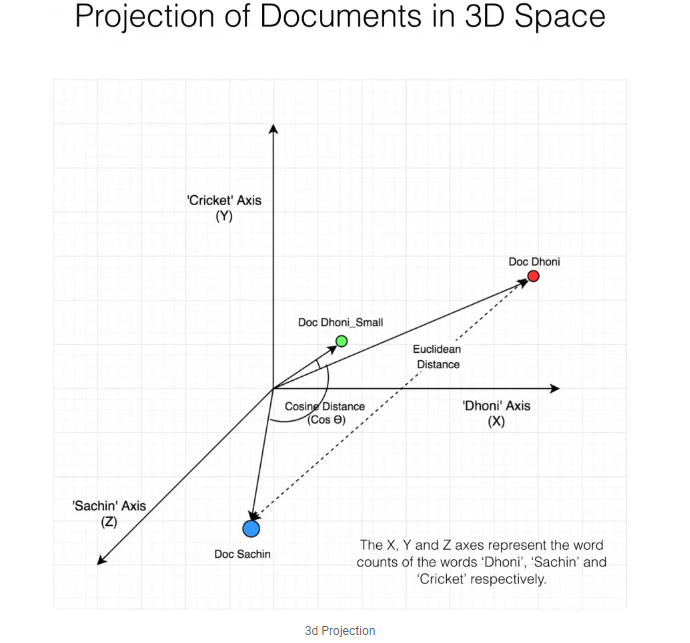 Projection of Documents in 3D Space
'Cricket' Axis
(Y)
Doc Dhoni
Doc Dhoni_Small
Euclidean
Distance
Cosine Distance
(Cos Θ)
'Dhoni' Axis
(X)
'Sachin' Axis
(Z)
Doc Sachin
The X, Y and Z axes represent the word
counts of the words ‘Dhoni’, ‘Sachin’ and
‘Cricket’ respectively.
3d Projection